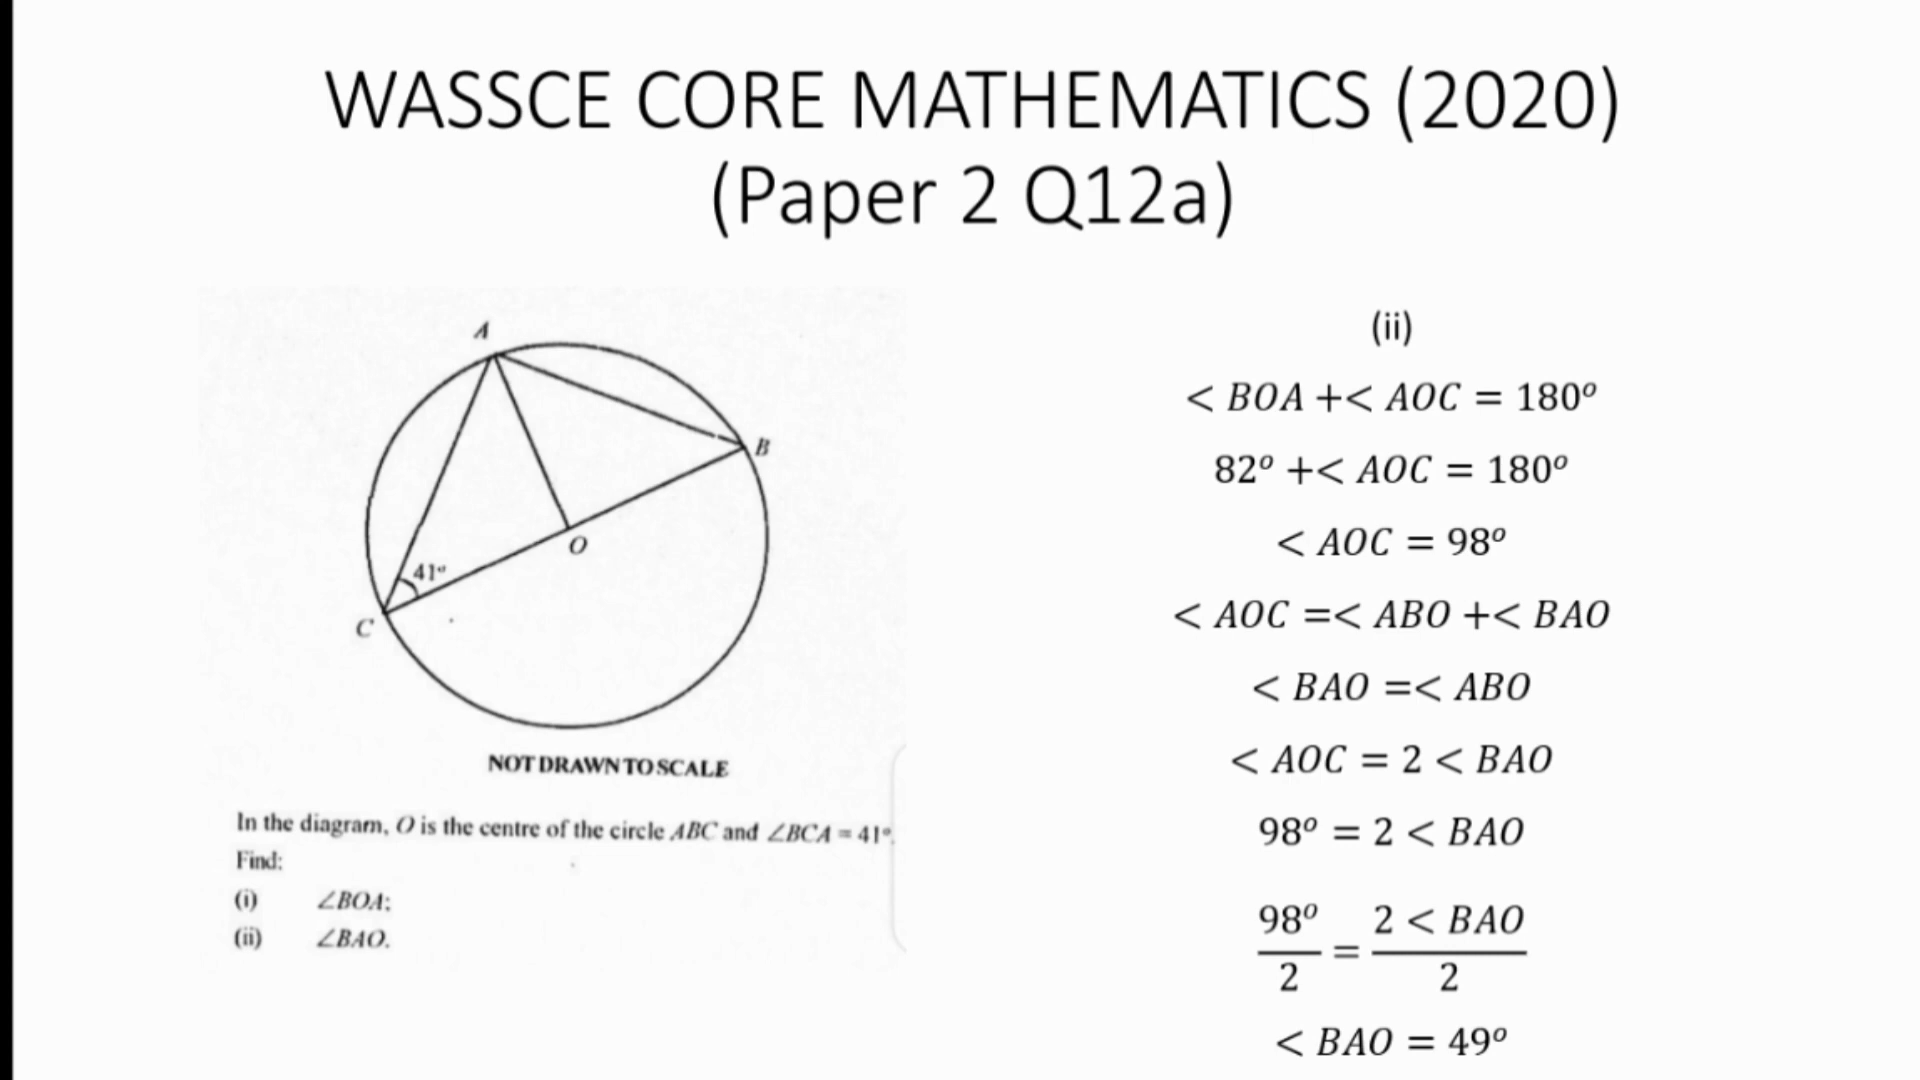 WASSCE CORE MATHEMATICS (2020)
(Paper 2 Q12a)
A
B
O
41°
C
NOT DRAWN TO SCALE
In the diagram, O is the centre of the circle ABC and ∠BCA = 41°.
Find:
(i) ∠BOA;
(ii) ∠BAO.
(ii)
< BOA +< AOC = 180°
82° +< AOC = 180°
< AOC = 98°
< AOC =< ABO +< BAO
< BAO =< ABO
< AOC = 2 < BAO
98° = 2 < BAO
98°/2 = 2 < BAO/2
< BAO = 49°